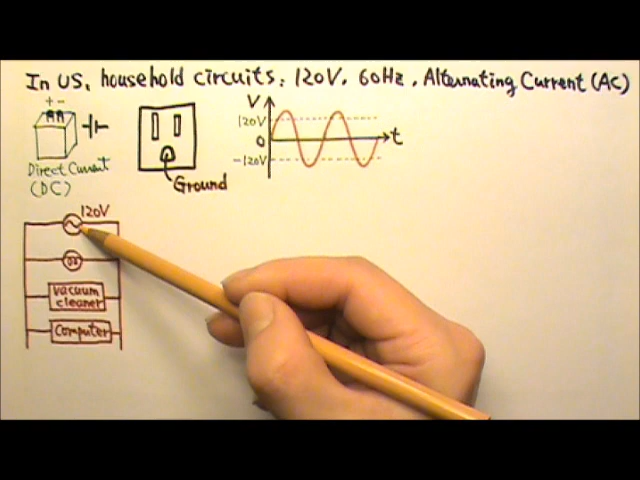 In US, household circuits: 120V, 60Hz, Alternating Current (AC)
+ -
Direct Current
(DC)
Ground
V
120V
0
-120V
t
120V
vacuum
cleaner
Computer